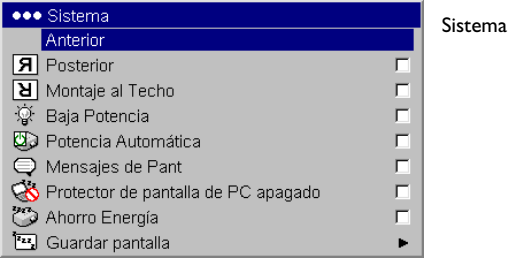 Sistema
Sistema
Anterior
Posterior
Montaje al Techo
Baja Potencia
Potencia Automática
Mensajes de Pant
Protector de pantalla de PC apagado
Ahorro Energía
Guardar pantalla